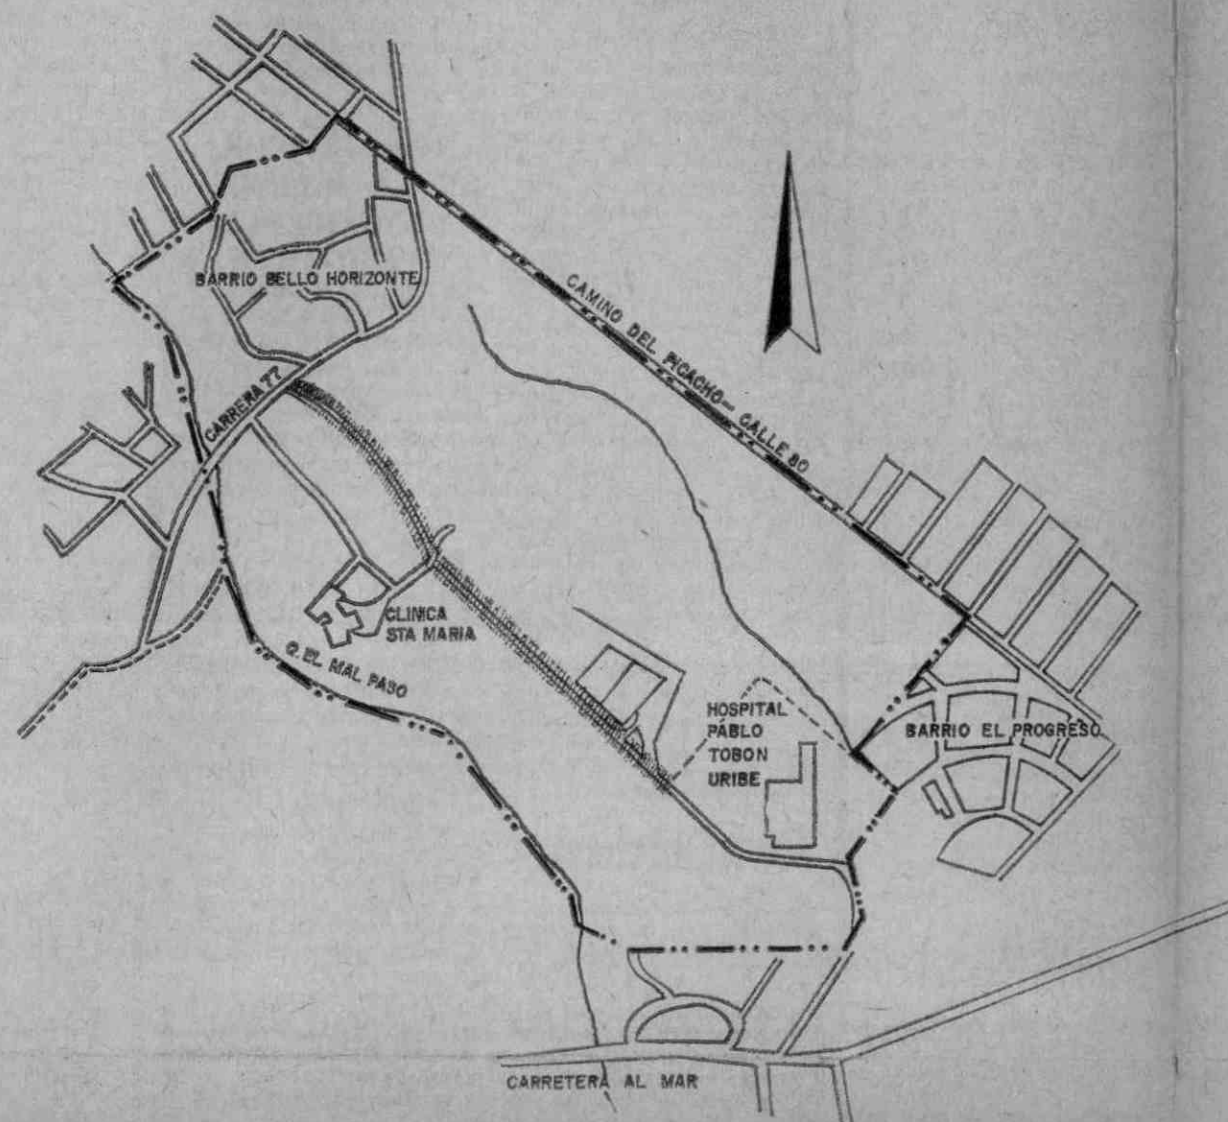 BARRIO BELLO HORIZONTE
CAMINO DEL PICACHO- CALLE 80
CARRERA 77
CLINICA
STA MARIA
Q. EL MAL PASO
HOSPITAL
PABLO
TOBON
URIBE
BARRIO EL PROGRESO
CARRETERA AL MAR